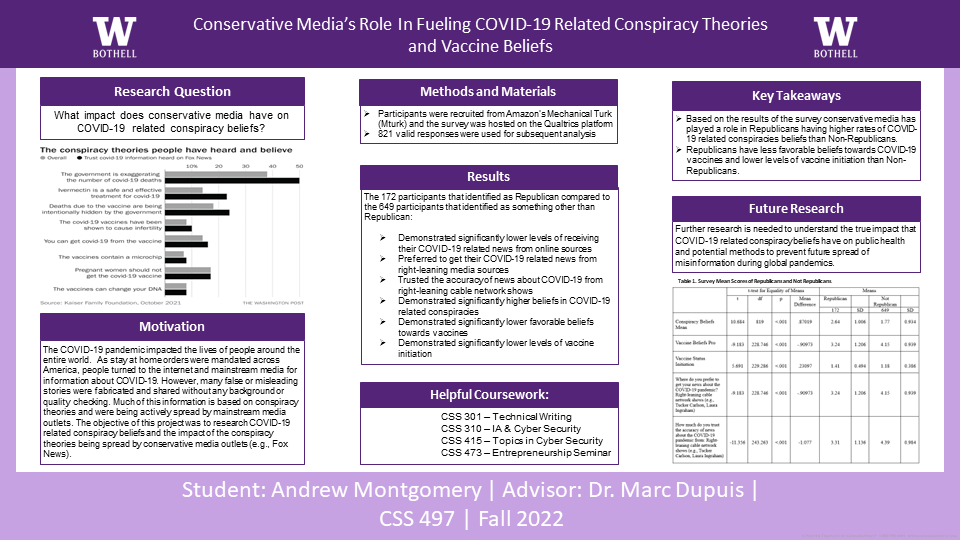 Conservative Media's Role In Fueling COVID-19 Related Conspiracy Theories
and Vaccine Beliefs
W
BOTHELL
W
BOTHELL
Research Question
What impact does conservative media have on
COVID-19 related conspiracy beliefs?
The conspiracy theories people have heard and believe
Overall Trust covid-19 information heard on Fox News
10% 20 30 40 50
The government is exaggerating
the number of covid-19 deaths
Ivermectin is a safe and effective
treatment for covid-19
Deaths due to the vaccine are being
intentionally hidden by the government
The covid-19 vaccines have been
shown to cause infertility
You can get covid-19 from the vaccine
The vaccines contain a microchip
Pregnant women should not
get the covid-19 vaccine
The vaccines can change your DNA
Source: Kaiser Family Foundation, October 2021 THE WASHINGTON POST
Motivation
The COVID-19 pandemic impacted the lives of people around the
entire world. As stay at home orders were mandated across
America, people turned to the internet and mainstream media for
information about COVID-19. However, many false or misleading
stories were fabricated and shared without any background or
quality checking. Much of this information is based on conspiracy
theories and were being actively spread by mainstream media
outlets. The objective of this project was to research COVID-19
related conspiracy beliefs and the impact of the conspiracy
theories being spread by conservative media outlets (e.g., Fox
News).
Methods and Materials
➢ Participants were recruited from Amazon's Mechanical Turk
(Mturk) and the survey was hosted on the Qualtrics platform
➢ 821 valid responses were used for subsequent analysis
Results
The 172 participants that identified as Republican compared to
the 649 participants that identified as something other than
Republican:
➢ Demonstrated significantly lower levels of receiving
their COVID-19 related news from online sources
➢ Preferred to get their COVID-19 related news from
right-leaning media sources
➢ Trusted the accuracy of news about COVID-19 from
right-leaning cable network shows
➢ Demonstrated significantly higher beliefs in COVID-19
related conspiracies
➢ Demonstrated significantly lower favorable beliefs
towards vaccines
➢ Demonstrated significantly lower levels of vaccine
initiation
Helpful Coursework:
CSS 301 – Technical Writing
CSS 310 – IA & Cyber Security
CSS 415 – Topics in Cyber Security
CSS 473 – Entrepreneurship Seminar
Key Takeaways
➢ Based on the results of the survey conservative media has
played a role in Republicans having higher rates of COVID-
19 related conspiracies beliefs than Non-Republicans.
➢ Republicans have less favorable beliefs towards COVID-19
vaccines and lower levels of vaccine initiation than Non-
Republicans.
Future Research
Further research is needed to understand the true impact that
COVID-19 related conspiracy beliefs have on public health
and potential methods to prevent future spread of
misinformation during global pandemics.
Table 1. Survey Mean Scores of Republicans and Not Republicans
t-test for Equality of Means Means
t df p Mean
Difference Republican Not
Republican
172 SD 649 SD
Conspiracy Beliefs
Mean 10.884 819 <.001 .87019 2.64 1.006 1.77 0.934
Vaccine Beliefs Pro -9.183 228.746 <.001 -.90973 3.24 1.206 4.15 0.939
Vaccine Status
Initiation 5.691 229.286 <.001 .23097 1.41 0.494 1.18 0.386
Where do you prefer to
get your news about the
COVID-19 pandemic?
Right-leaning cable
network shows (e.g.,
Tucker Carlson, Laura
Ingraham) -9.183 228.746 <.001 -.90973 3.24 1.206 4.15 0.939
How much do you trust
the accuracy of news
about the COVID-19
pandemic from: Right-
leaning cable network
shows (e.g., Tucker
Carlson, Laura
Ingraham) -11.356 243.263 <.001 -1.077 3.31 1.136 4.39 0.984
Student: Andrew Montgomery | Advisor: Dr. Marc Dupuis |
CSS 497 | Fall 2022